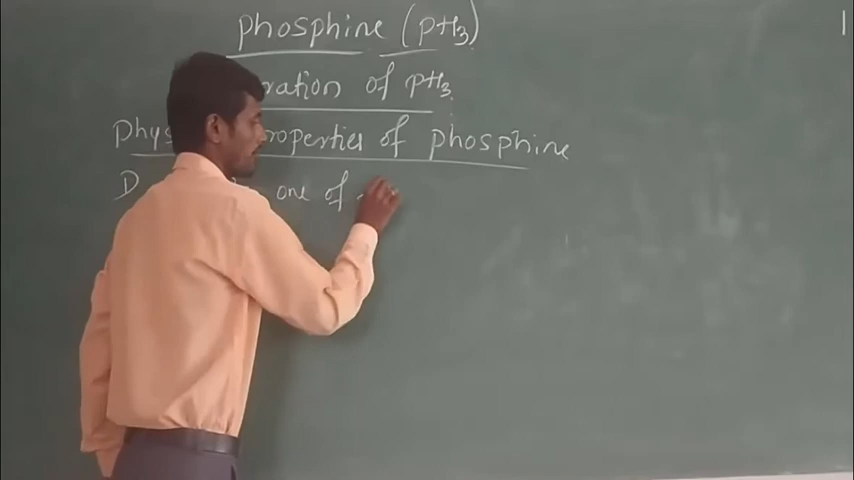 phosphine (PH3)
ration of PH3
Phys roperties of phosphine
D one of